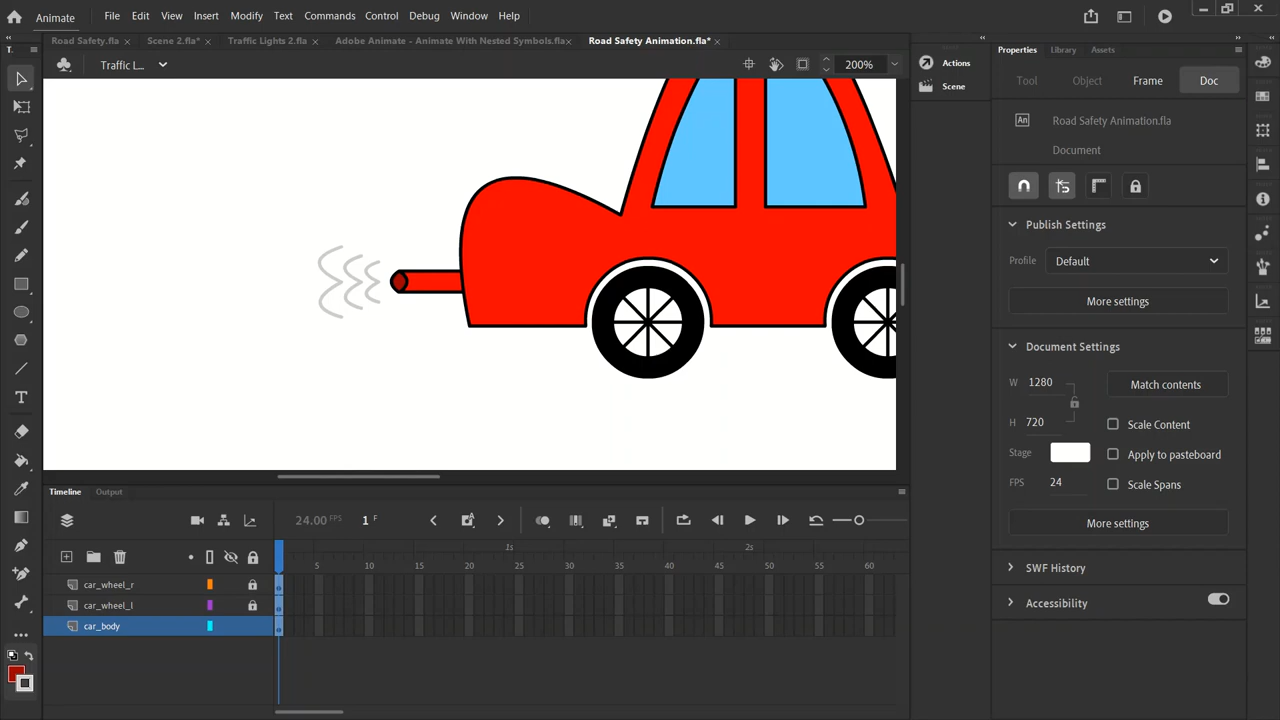 Animate File Edit View Insert Modify Text Commands Control Debug Window Help
Road Safety.fla × Scene 2.fla* × Traffic Lights 2.fla × Adobe Animate - Animate With Nested Symbols.fla× Road Safety Animation.fla* ×
Traffic l... 200%
Actions
Scene
Properties Library Assets
Tool Object Frame Doc
An Road Safety Animation.fla
Document
Publish Settings
Profile Default
More settings
Document Settings
W 1280 Match contents
H 720 Scale Content
Stage Apply to pasteboard
FPS 24 Scale Spans
More settings
SWF History
Accessibility
T..
Timeline Output
24.00 FPS 1 F
1s 2s
5 10 15 20 25 30 35 40 45 50 55 60
car_wheel_r
car_wheel_l
car_body